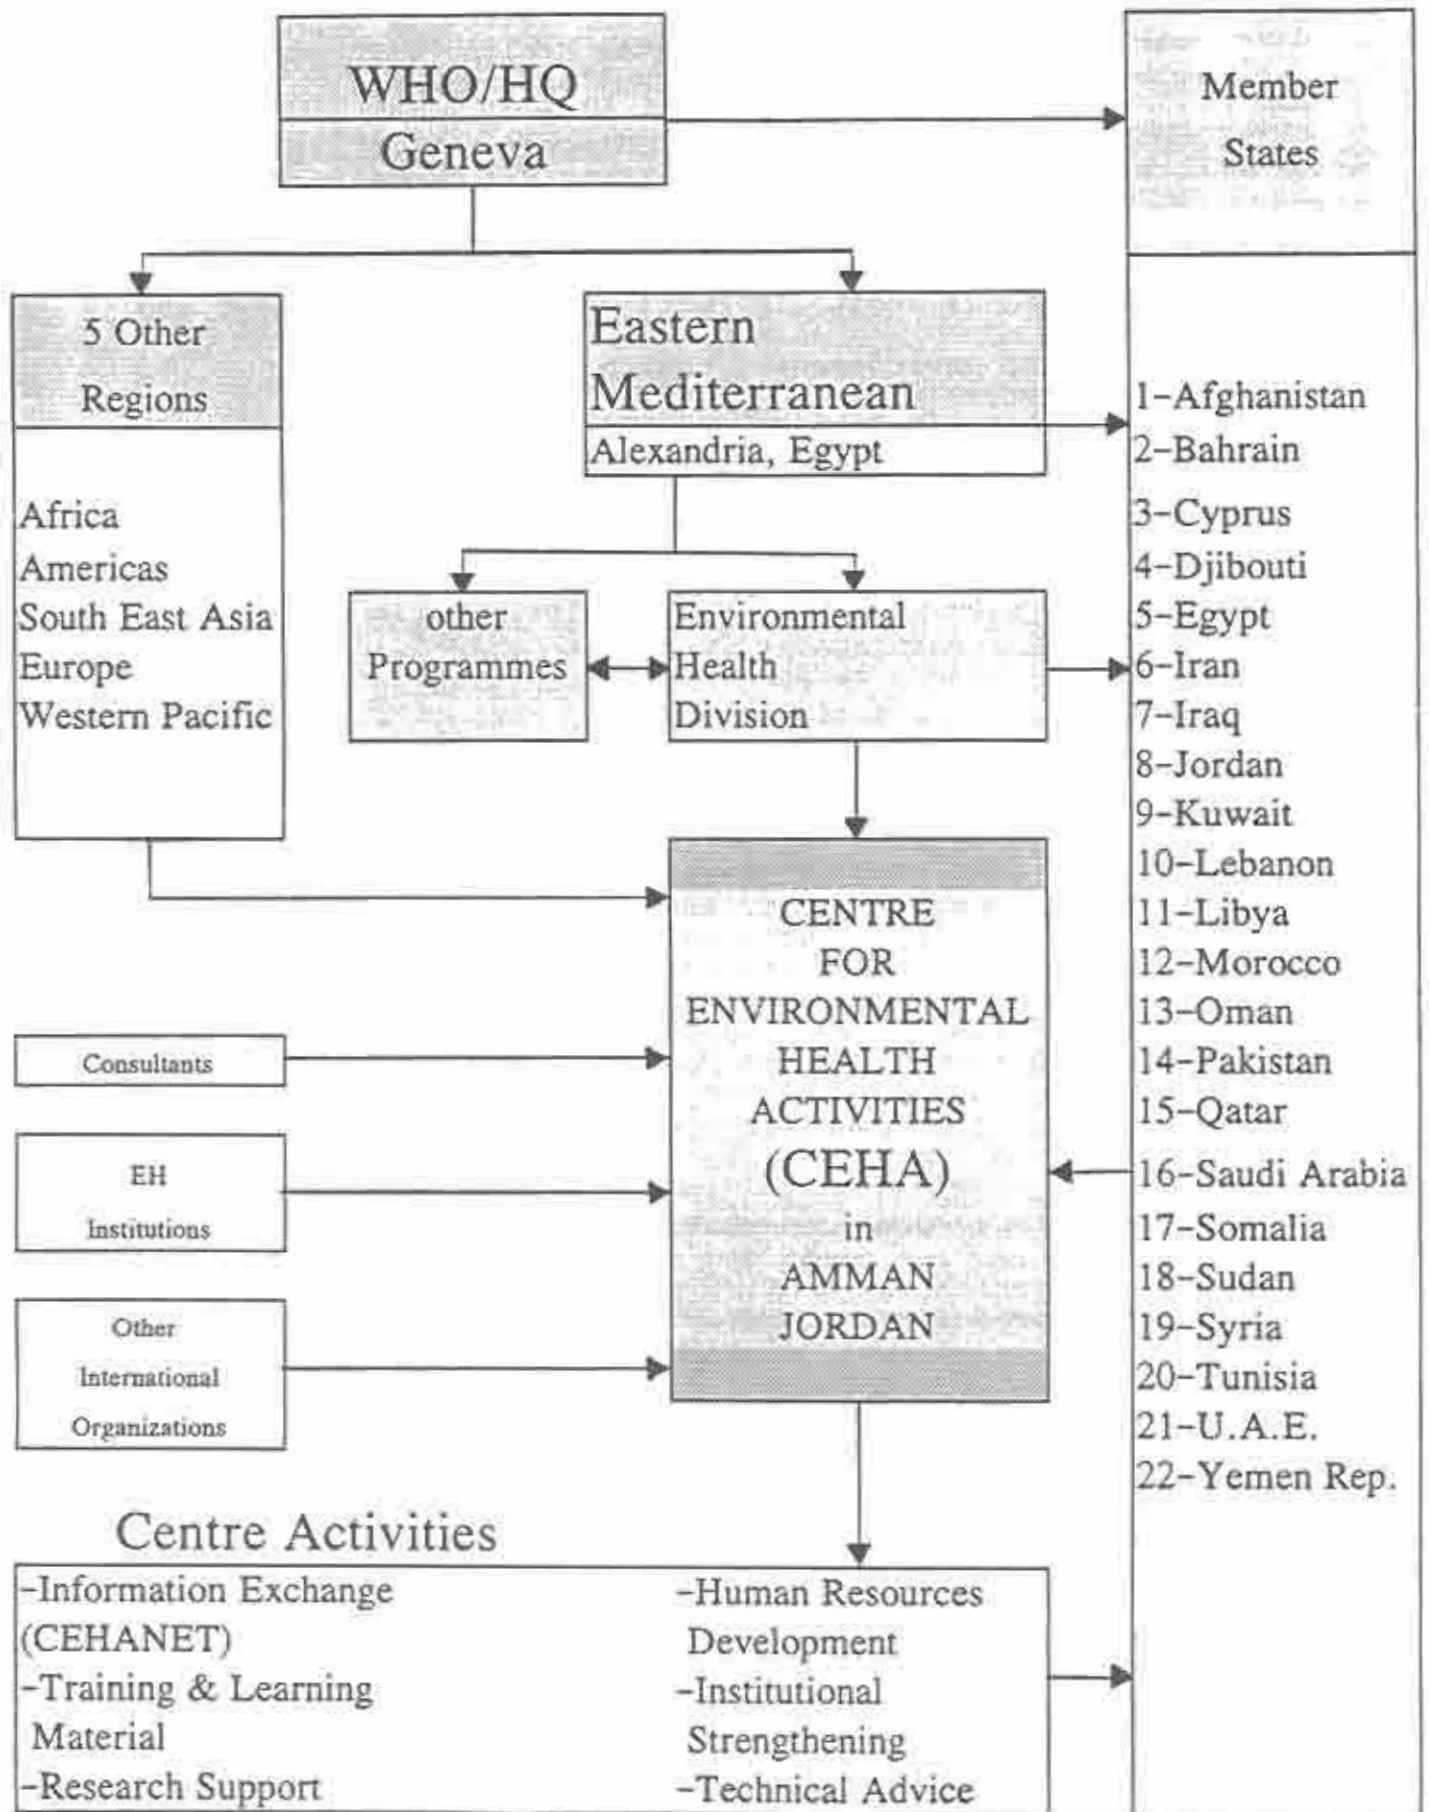 WHO/HQ
Geneva
Member
States
5 Other
Regions
Africa
Americas
South East Asia
Europe
Western Pacific
Eastern
Mediterranean
Alexandria, Egypt
other
Programmes
Environmental
Health
Division
1-Afghanistan
2-Bahrain
3-Cyprus
4-Djibouti
5-Egypt
6-Iran
7-Iraq
8-Jordan
9-Kuwait
10-Lebanon
11-Libya
12-Morocco
13-Oman
14-Pakistan
15-Qatar
16-Saudi Arabia
17-Somalia
18-Sudan
19-Syria
20-Tunisia
21-U.A.E.
22-Yemen Rep.
CENTRE
FOR
ENVIRONMENTAL
HEALTH
ACTIVITIES
(CEHA)
in
AMMAN
JORDAN
Consultants
EH
Institutions
Other
International
Organizations
Centre Activities
-Information Exchange
(CEHANET)
-Training & Learning
Material
-Research Support
-Human Resources
Development
-Institutional
Strengthening
-Technical Advice